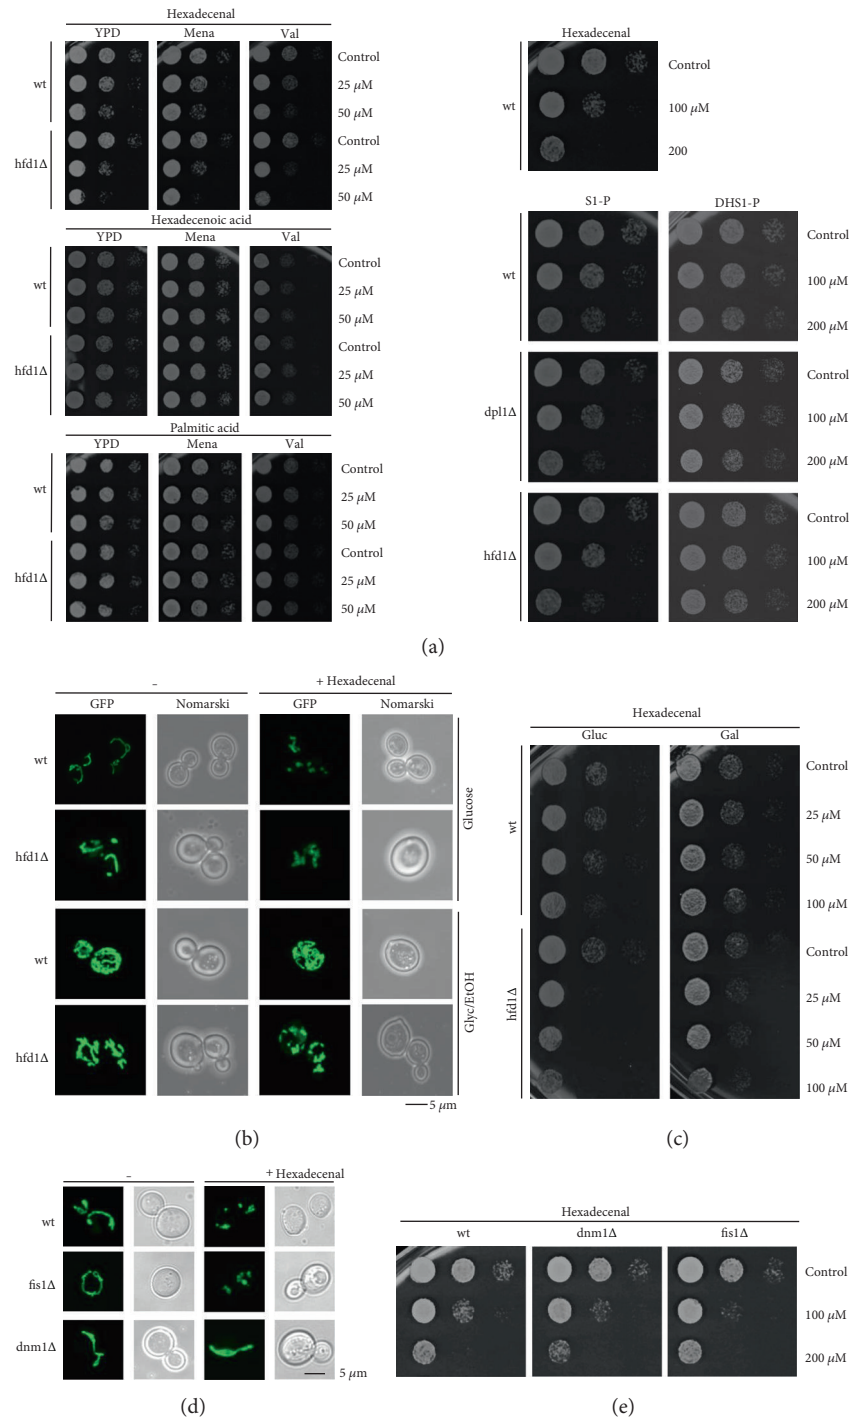 Hexadecenal
YPD Mena Val
wt
Control
25 μM
50 μM
hfd1Δ
Control
25 μM
50 μM
Hexadecenoic acid
YPD Mena Val
wt
Control
25 μM
50 μM
hfd1Δ
Control
25 μM
50 μM
Palmitic acid
YPD Mena Val
wt
Control
25 μM
50 μM
hfd1Δ
Control
25 μM
50 μM
Hexadecenal
wt
Control
100 μM
200
S1-P DHS1-P
wt
Control
100 μM
200 μM
dpl1Δ
Control
100 μM
200 μM
hfd1Δ
Control
100 μM
200 μM
(a)
– + Hexadecenal
GFP Nomarski GFP Nomarski
wt
hfd1Δ
Glucose
wt
hfd1Δ
Glyc/EtOH
5 μm
(b)
Hexadecenal
Gluc Gal
wt
Control
25 μM
50 μM
100 μM
hfd1Δ
Control
25 μM
50 μM
100 μM
(c)
– + Hexadecenal
wt
fis1Δ
dnm1Δ
5 μm
(d)
Hexadecenal
wt dnm1Δ fis1Δ
Control
100 μM
200 μM
(e)